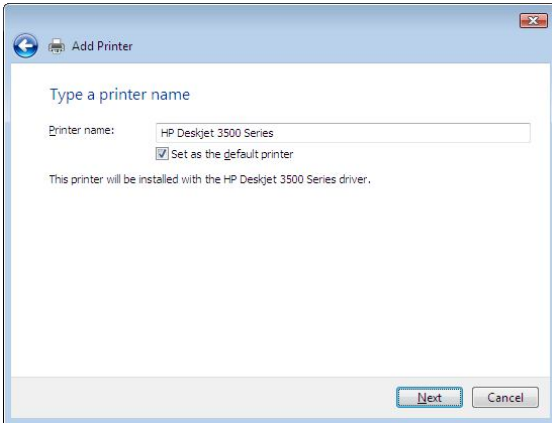 Add Printer
Type a printer name
Printer name: HP Deskjet 3500 Series
Set as the default printer
This printer will be installed with the HP Deskjet 3500 Series driver.
Next Cancel